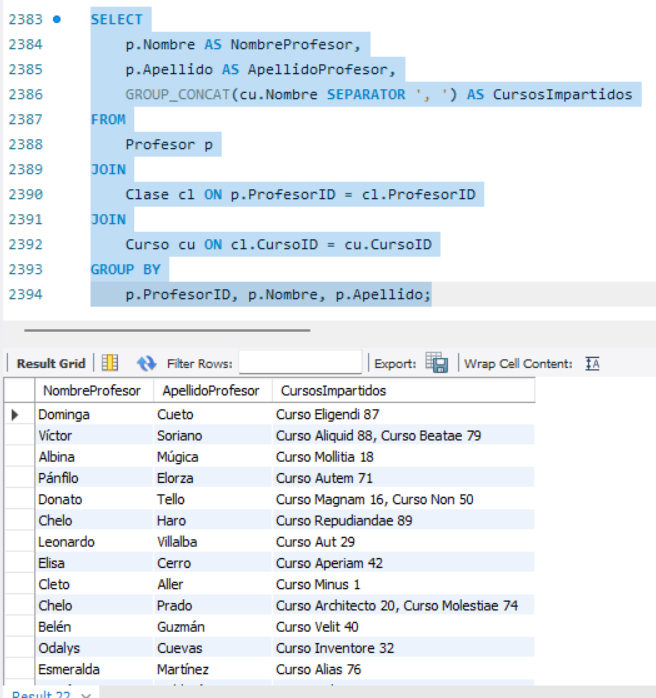 2383 SELECT
2384 p.Nombre AS NombreProfesor,
2385 p.Apellido AS ApellidoProfesor,
2386 GROUP_CONCAT(cu.Nombre SEPARATOR ', ') AS CursosImpartidos
2387 FROM
2388 Profesor p
2389 JOIN
2390 Clase cl ON p.ProfesorID = cl.ProfesorID
2391 JOIN
2392 Curso cu ON cl.CursoID = cu.CursoID
2393 GROUP BY
2394 p.ProfesorID, p.Nombre, p.Apellido;
Result Grid Filter Rows: Export: Wrap Cell Content:
NombreProfesor ApellidoProfesor CursosImpartidos
Dominga Cueto Curso Eligendi 87
Víctor Soriano Curso Aliquid 88, Curso Beatae 79
Albina Múgica Curso Mollitia 18
Pánfilo Elorza Curso Autem 71
Donato Tello Curso Magnam 16, Curso Non 50
Chelo Haro Curso Repudiandae 89
Leonardo Villalba Curso Aut 29
Elisa Cerro Curso Aperiam 42
Cleto Aller Curso Minus 1
Chelo Prado Curso Architecto 20, Curso Molestiae 74
Belén Guzmán Curso Velit 40
Odalys Cuevas Curso Inventore 32
Esmeralda Martínez Curso Alias 76
Result 22